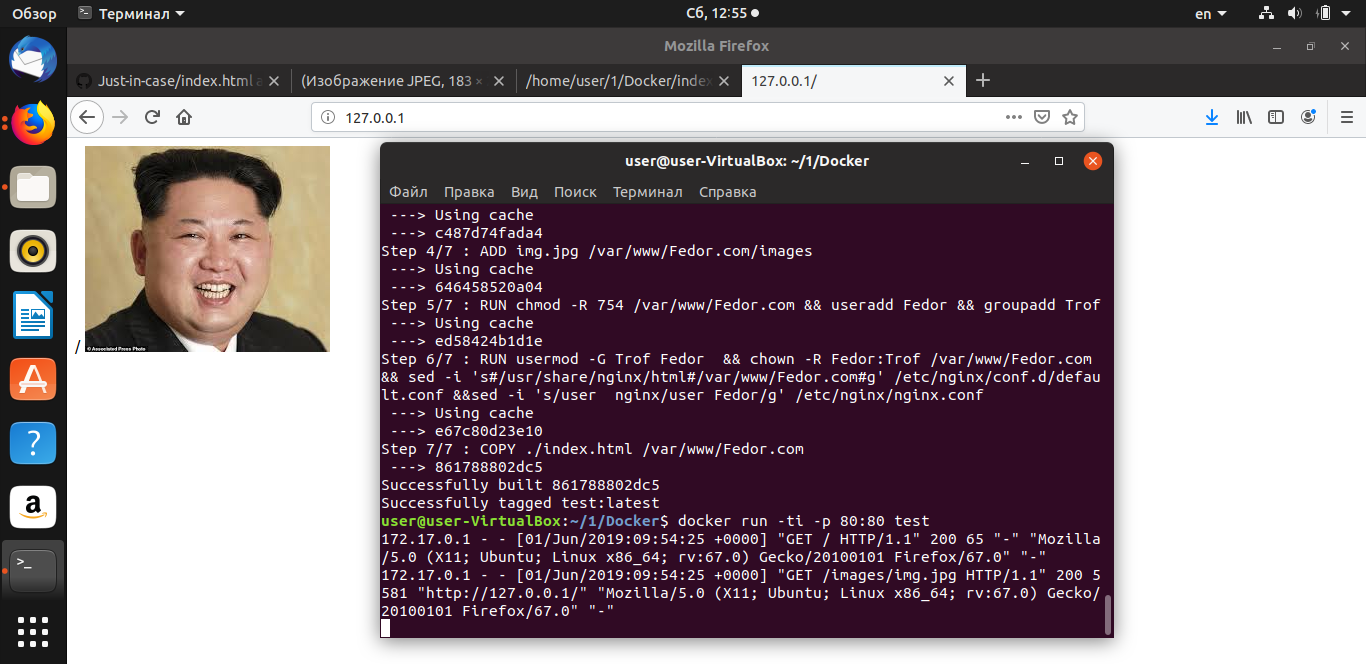 Обзор
Терминал
Сб, 12:55
en
Mozilla Firefox
Just-in-case/index.html a
(Изображение JPEG, 183 ×
/home/user/1/Docker/index
127.0.0.1/
127.0.0.1
/
© Associated Press Photo
user@user-VirtualBox: ~/1/Docker
Файл Правка Вид Поиск Терминал Справка
---> Using cache
---> c487d74fada4
Step 4/7 : ADD img.jpg /var/www/Fedor.com/images
---> Using cache
---> 646458520a04
Step 5/7 : RUN chmod -R 754 /var/www/Fedor.com && useradd Fedor && groupadd Trof
---> Using cache
---> ed58424b1d1e
Step 6/7 : RUN usermod -G Trof Fedor  && chown -R Fedor:Trof /var/www/Fedor.com
&& sed -i 's#/usr/share/nginx/html#/var/www/Fedor.com#g' /etc/nginx/conf.d/defau
lt.conf &&sed -i 's/user  nginx/user Fedor/g' /etc/nginx/nginx.conf
---> Using cache
---> e67c80d23e10
Step 7/7 : COPY ./index.html /var/www/Fedor.com
---> 861788802dc5
Successfully built 861788802dc5
Successfully tagged test:latest
user@user-VirtualBox:~/1/Docker$ docker run -ti -p 80:80 test
172.17.0.1 - - [01/Jun/2019:09:54:25 +0000] "GET / HTTP/1.1" 200 65 "-" "Mozilla
/5.0 (X11; Ubuntu; Linux x86_64; rv:67.0) Gecko/20100101 Firefox/67.0" "-"
172.17.0.1 - - [01/Jun/2019:09:54:25 +0000] "GET /images/img.jpg HTTP/1.1" 200 5
581 "http://127.0.0.1/" "Mozilla/5.0 (X11; Ubuntu; Linux x86_64; rv:67.0) Gecko/
20100101 Firefox/67.0" "-"